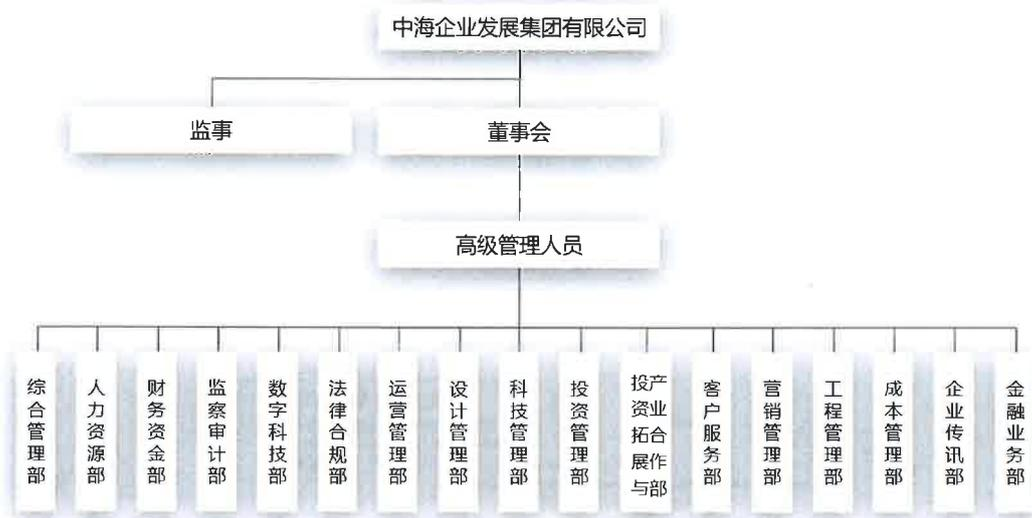 中海企业发展集团有限公司
监事
董事会
高级管理人员
综合管理部
人力资源部
财务资金部
监察审计部
数字科技部
法律合规部
运营管理部
设计管理部
科技管理部
投资管理部
投资拓展与
产业合作部
客户服务部
营销管理部
工程管理部
成本管理部
企业传讯部
金融业务部